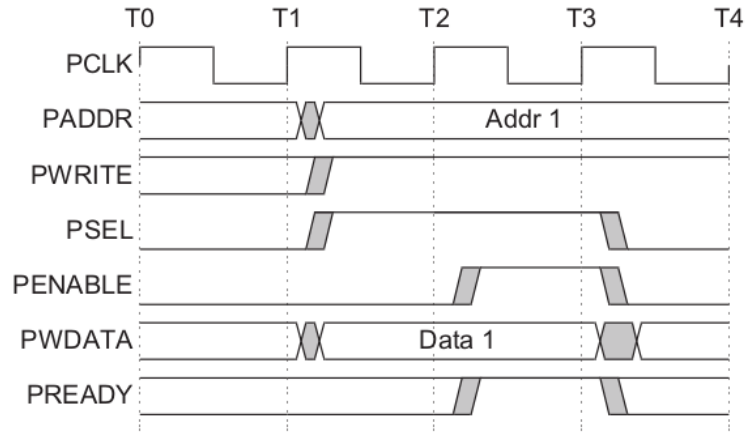 T0 T1 T2 T3 T4
PCLK
PADDR Addr 1
PWRITE
PSEL
PENABLE
PWDATA Data 1
PREADY